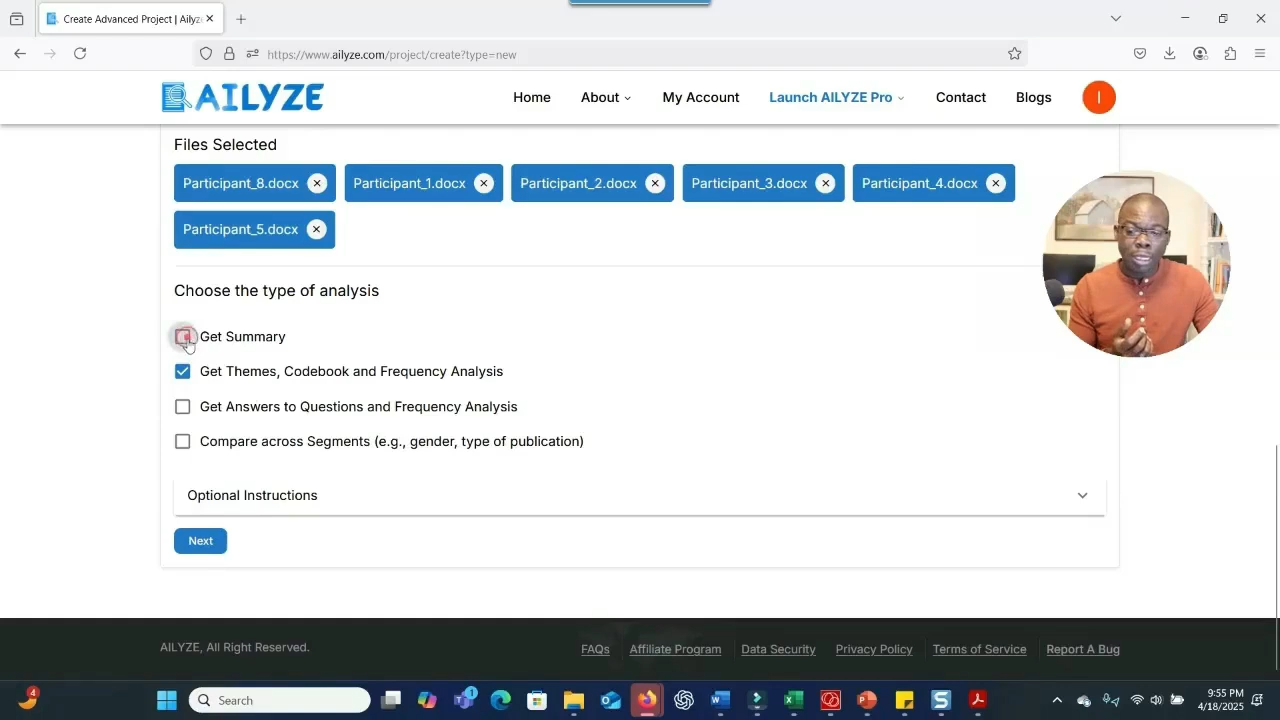 Create Advanced Project | Ailyze
https://www.ailyze.com/project/create?type=new
AILYZE
Home
About
My Account
Launch AILYZE Pro
Contact
Blogs
I
Files Selected
Participant_8.docx
Participant_1.docx
Participant_2.docx
Participant_3.docx
Participant_4.docx
Participant_5.docx
Choose the type of analysis
Get Summary
Get Themes, Codebook and Frequency Analysis
Get Answers to Questions and Frequency Analysis
Compare across Segments (e.g., gender, type of publication)
Optional Instructions
Next
AILYZE, All Right Reserved.
FAQs
Affiliate Program
Data Security
Privacy Policy
Terms of Service
Report A Bug
4
Search
1
9:55 PM
4/18/2025